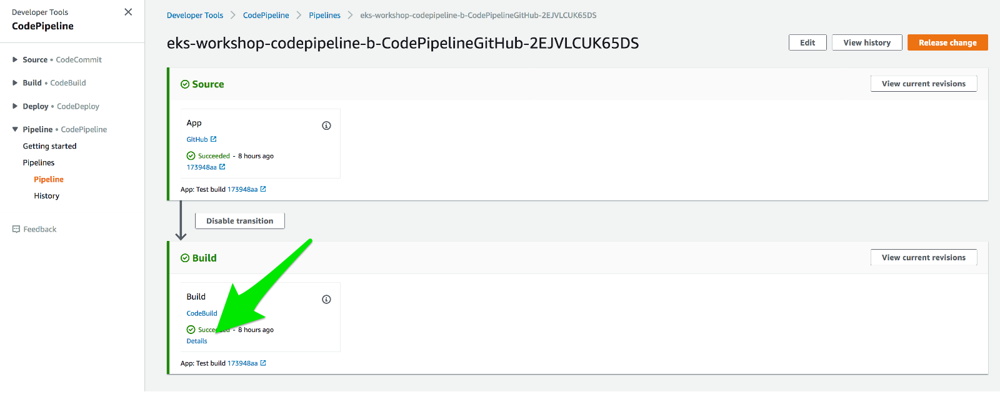 Developer Tools
CodePipeline
Source • CodeCommit
Build • CodeBuild
Deploy • CodeDeploy
Pipeline • CodePipeline
Getting started
Pipelines
Pipeline
History
Feedback
Developer Tools
CodePipeline
Pipelines
eks-workshop-codepipeline-b-CodePipelineGitHub-2EJVLCUK65DS
eks-workshop-codepipeline-b-CodePipelineGitHub-2EJVLCUK65DS
Edit
View history
Release change
Source
View current revisions
App
GitHub
Succeeded - 8 hours ago
173948aa
App: Test build 173948aa
Disable transition
Build
View current revisions
Build
CodeBuild
Succeeded - 8 hours ago
Details
App: Test build 173948aa